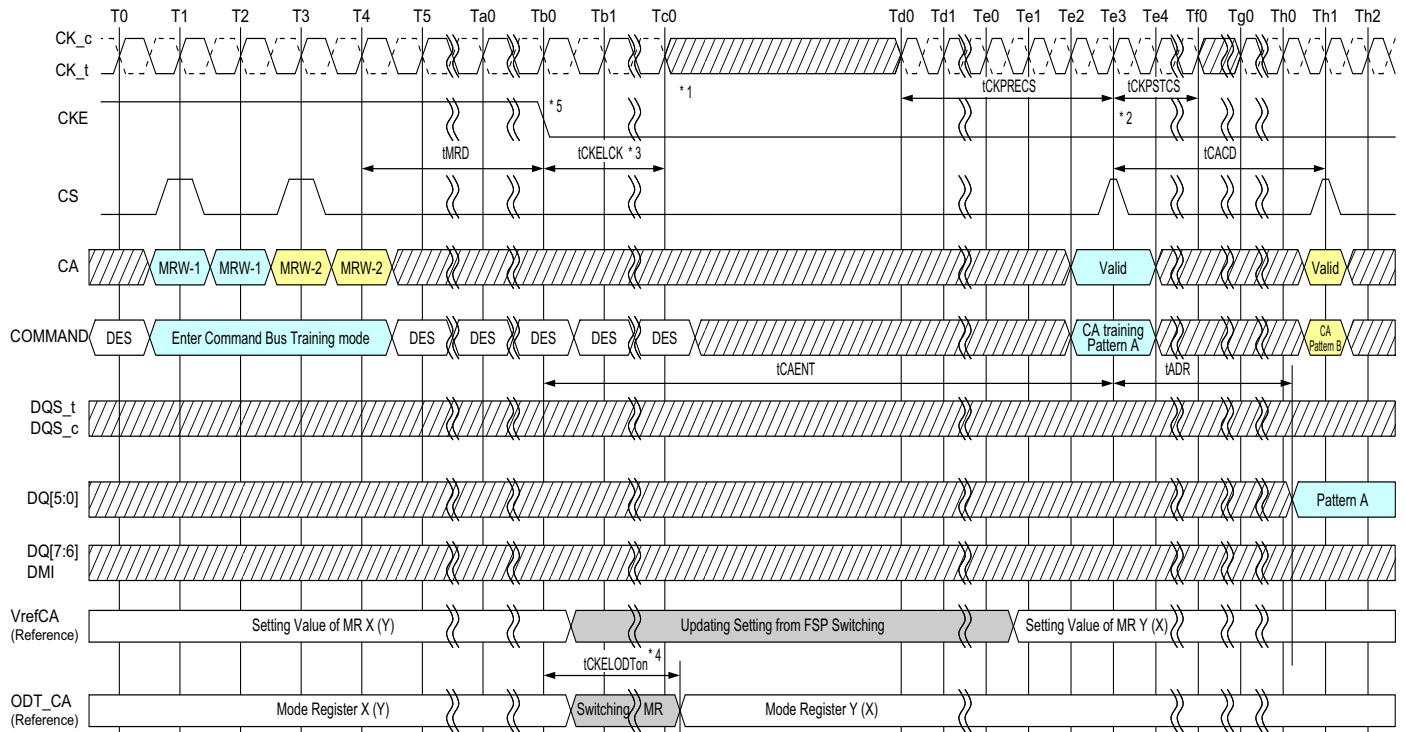 T0 T1 T2 T3 T4 T5 Ta0 Tb0 Tb1 Tc0 Td0 Td1 Te0 Te1 Te2 Te3 Te4 Tf0 Tg0 Th0 Th1 Th2
CK_c
CK_t
* 1
tCKPRECS
tCKPSTCS
CKE
* 5
* 2
tMRD
tCKELCK * 3
tCACD
CS
CA
MRW-1
MRW-1
MRW-2
MRW-2
Valid
Valid
COMMAND
DES
Enter Command Bus Training mode
DES
DES
DES
DES
DES
CA training
Pattern A
CA
Pattern B
tCAENT
tADR
DQS_t
DQS_c
DQ[5:0]
Pattern A
DQ[7:6]
DMI
VrefCA
(Reference)
Setting Value of MR X (Y)
Updating Setting from FSP Switching
Setting Value of MR Y (X)
tCKELODTon * 4
ODT_CA
(Reference)
Mode Register X (Y)
Switching MR
Mode Register Y (X)